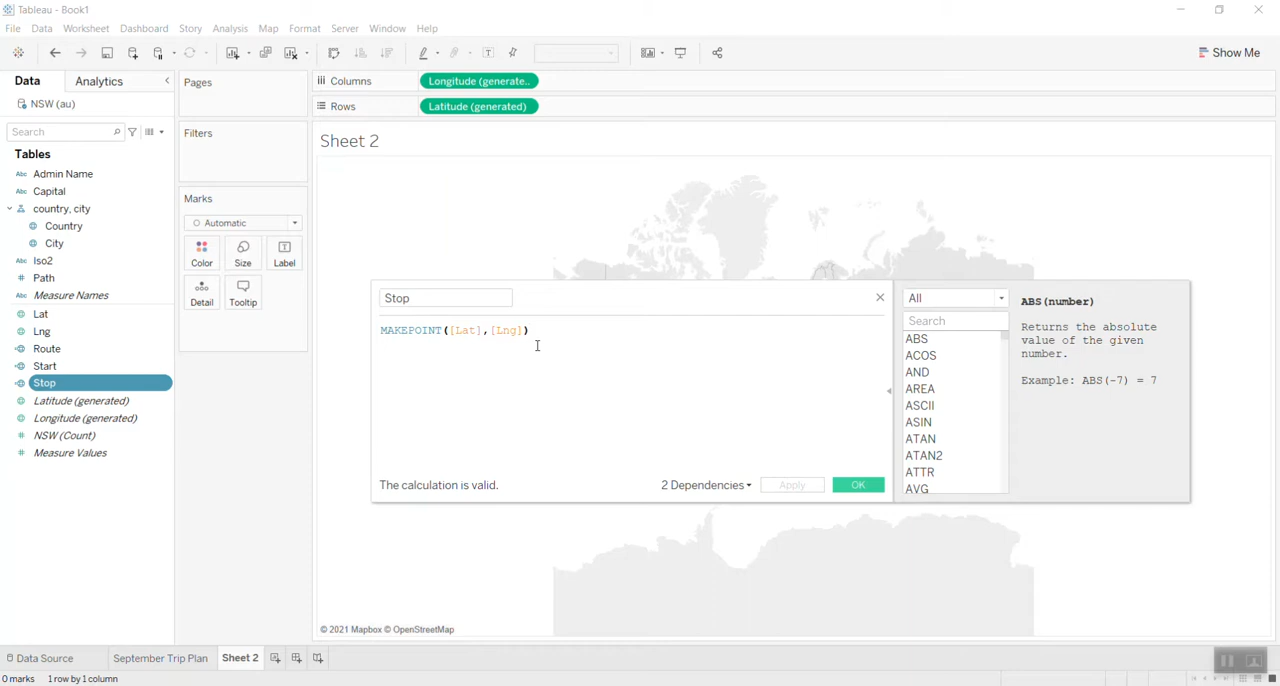 Tableau - Book1
File Data Worksheet Dashboard Story Analysis Map Format Server Window Help
Show Me
Data Analytics
NSW (au)
Search
Tables
Abc Admin Name
Abc Capital
country, city
Country
City
Abc Iso2
# Path
Abc Measure Names
Lat
Lng
Route
Start
Stop
Latitude (generated)
Longitude (generated)
# NSW (Count)
# Measure Values
Pages
Filters
Marks
Automatic
Color Size Label
Detail Tooltip
Columns Longitude (generate..
Rows Latitude (generated)
Sheet 2
Stop
MAKEPOINT([Lat],[Lng])
The calculation is valid. 2 Dependencies Apply OK
All
Search
ABS
ACOS
AND
AREA
ASCII
ASIN
ATAN
ATAN2
ATTR
AVG
ABS(number)
Returns the absolute
value of the given
number.
Example: ABS(-7) = 7
© 2021 Mapbox © OpenStreetMap
Data Source September Trip Plan Sheet 2
0 marks 1 row by 1 column